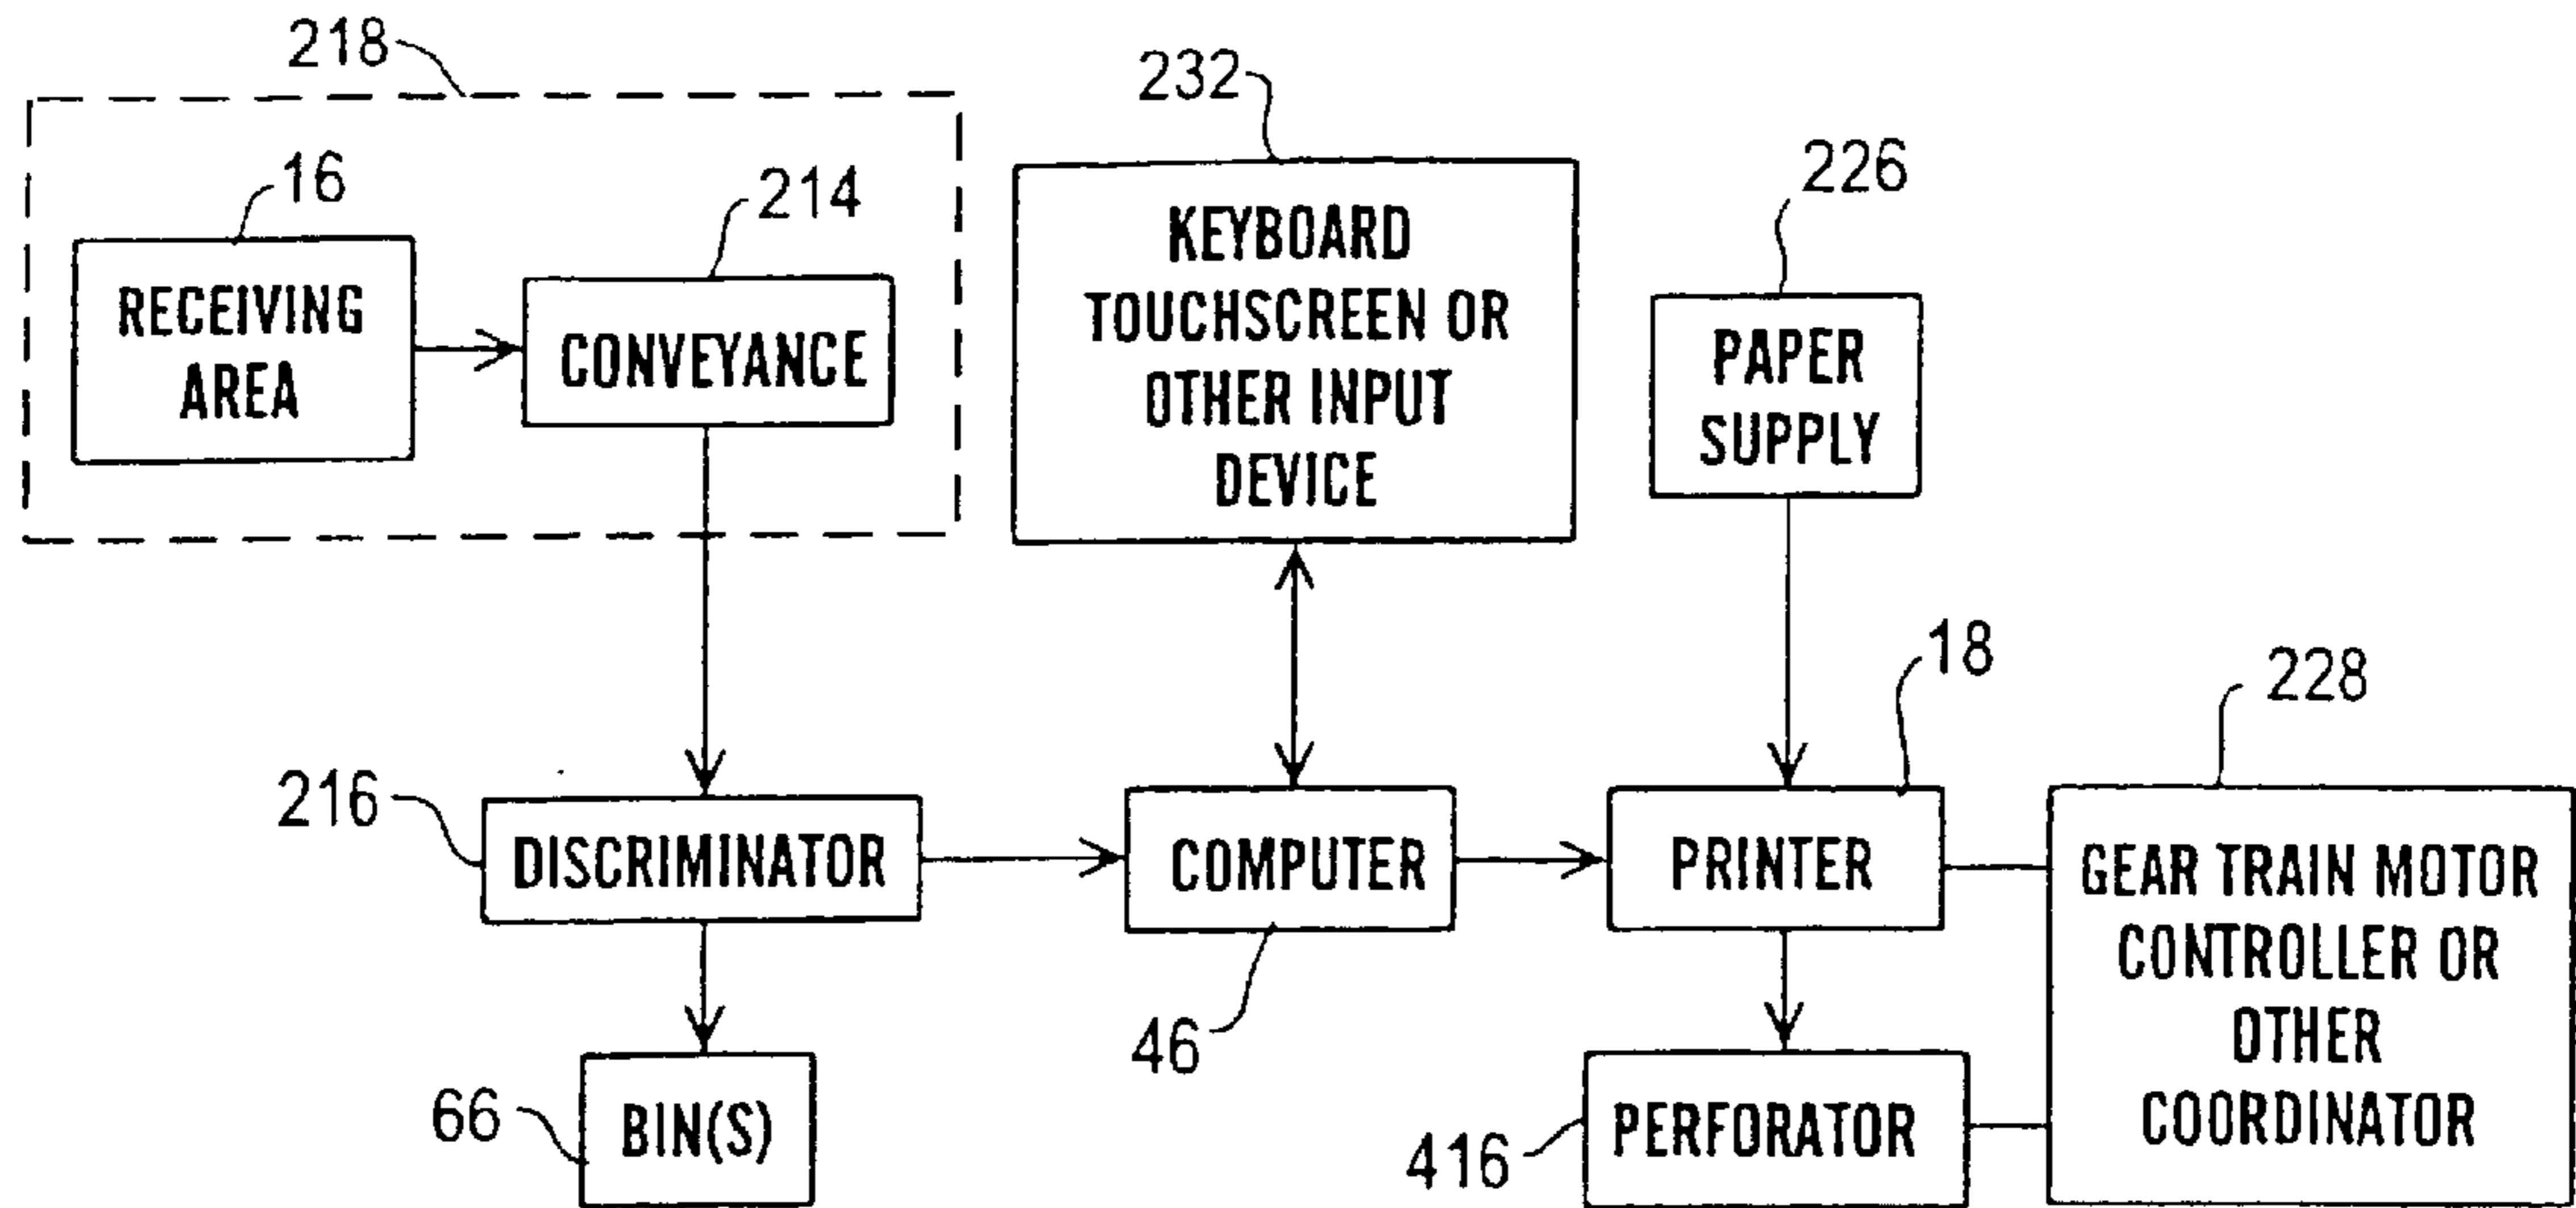 218
16
RECEIVING
AREA
214
CONVEYANCE
232
KEYBOARD
TOUCHSCREEN OR
OTHER INPUT
DEVICE
226
PAPER
SUPPLY
216
DISCRIMINATOR
66
BIN(S)
COMPUTER
46
18
PRINTER
416
PERFORATOR
228
GEAR TRAIN MOTOR
CONTROLLER OR
OTHER
COORDINATOR